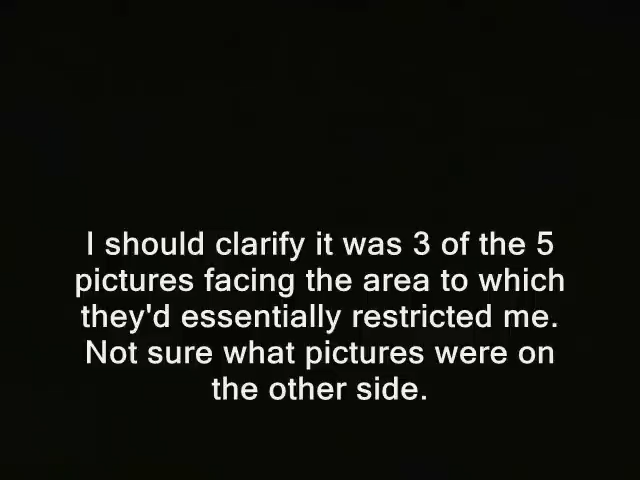 I should clarify it was 3 of the 5
pictures facing the area to which
they'd essentially restricted me.
Not sure what pictures were on
the other side.